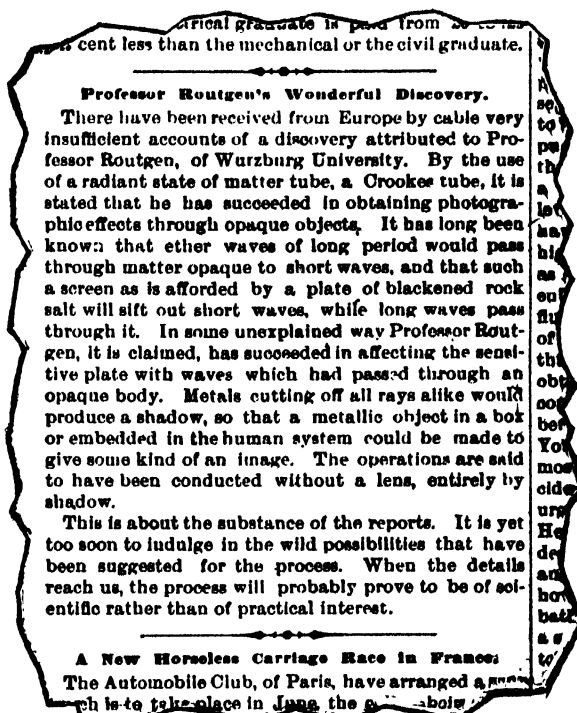 graduate is paid from
cent less than the mechanical or the civil graduate.
Professor Routgen's Wonderful Discovery.
There have been received from Europe by cable very
insufficient accounts of a discovery attributed to Pro-
fessor Routgen, of Wurzburg University. By the use
of a radiant state of matter tube, a Crookes tube, it is
stated that he has succeeded in obtaining photogra-
phic effects through opaque objects. It has long been
known that ether waves of long period would pass
through matter opaque to short waves, and that such
a screen as is afforded by a plate of blackened rock
salt will sift out short waves, while long waves pass
through it. In some unexplained way Professor Rout-
gen, it is claimed, has succeeded in affecting the sensi-
tive plate with waves which had passed through an
opaque body. Metals cutting off all rays alike would
produce a shadow, so that a metallic object in a box
or embedded in the human system could be made to
give some kind of an image. The operations are said
to have been conducted without a lens, entirely by
shadow.
This is about the substance of the reports. It is yet
too soon to indulge in the wild possibilities that have
been suggested for the process. When the details
reach us, the process will probably prove to be of sci-
entific rather than of practical interest.
A New Horseless Carriage Race in France.
The Automobile Club, of Paris, have arranged a
is to take place in June, the